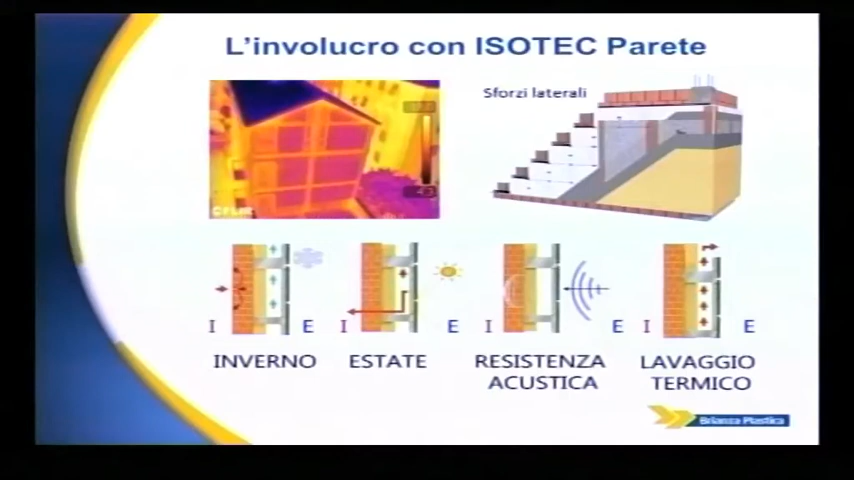 L'involucro con ISOTEC Parete
Sforzi laterali
I E
I E
I E
I E
INVERNO
ESTATE
RESISTENZA
ACUSTICA
LAVAGGIO
TERMICO
Brianza Plastica